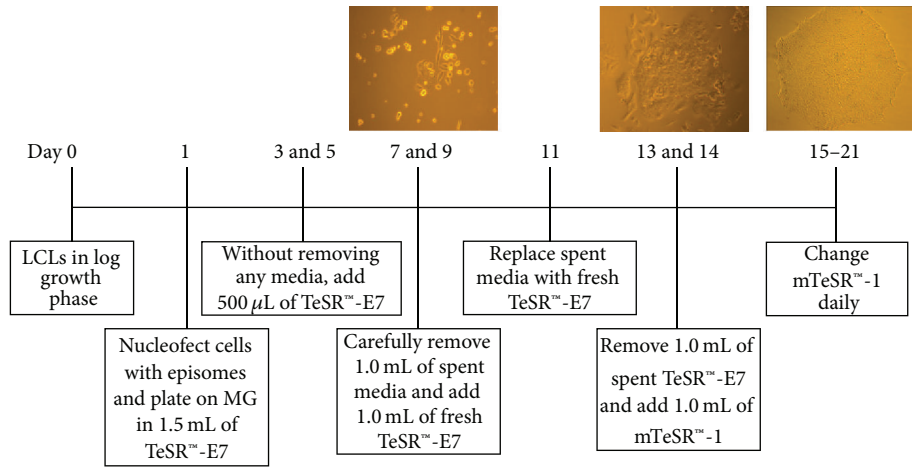 Day 0
1
3 and 5
7 and 9
11
13 and 14
15–21
LCLs in log
growth
phase
Nucleofect cells
with episomes
and plate on MG
in 1.5 mL of
TeSR™-E7
Without removing
any media, add
500 μL of TeSR™-E7
Carefully remove
1.0 mL of spent
media and add
1.0 mL of fresh
TeSR™-E7
Replace spent
media with fresh
TeSR™-E7
Remove 1.0 mL of
spent TeSR™-E7
and add 1.0 mL of
mTeSR™-1
Change
mTeSR™-1
daily